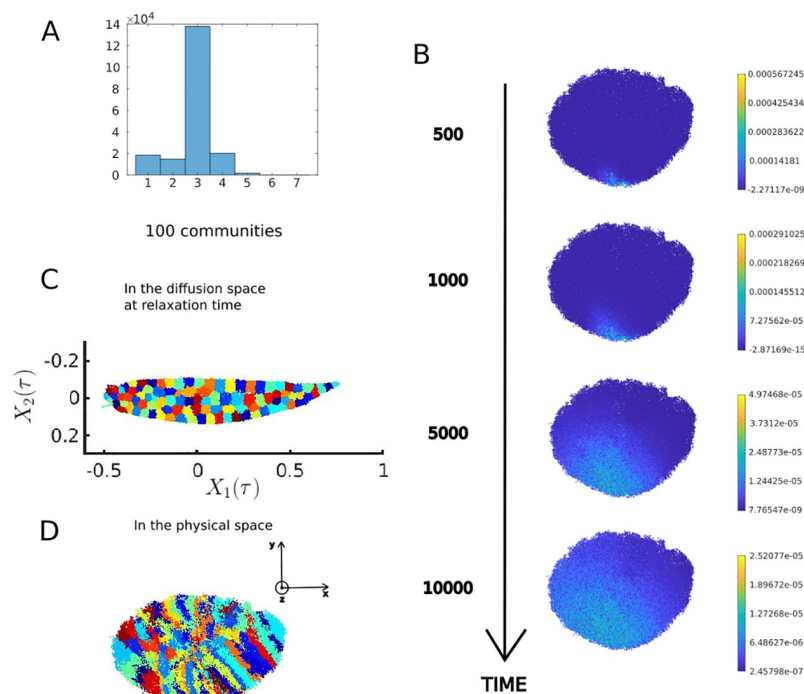 A
×10^4
14
12
10
8
6
4
2
0
1 2 3 4 5 6 7
100 communities
B
500
0.000567245
0.000425434
0.000283622
0.00014181
-2.27117e-09
1000
0.000291025
0.000218269
0.000145512
7.27562e-05
-2.87169e-15
5000
4.97468e-05
3.7312e-05
2.48773e-05
1.24425e-05
7.76547e-09
10000
2.52077e-05
1.89672e-05
1.27268e-05
6.48627e-06
2.45798e-07
TIME
C
In the diffusion space
at relaxation time
X_2(τ)
-0.2
0
0.2
-0.5 0 0.5 1
X_1(τ)
D
In the physical space
y
z
x